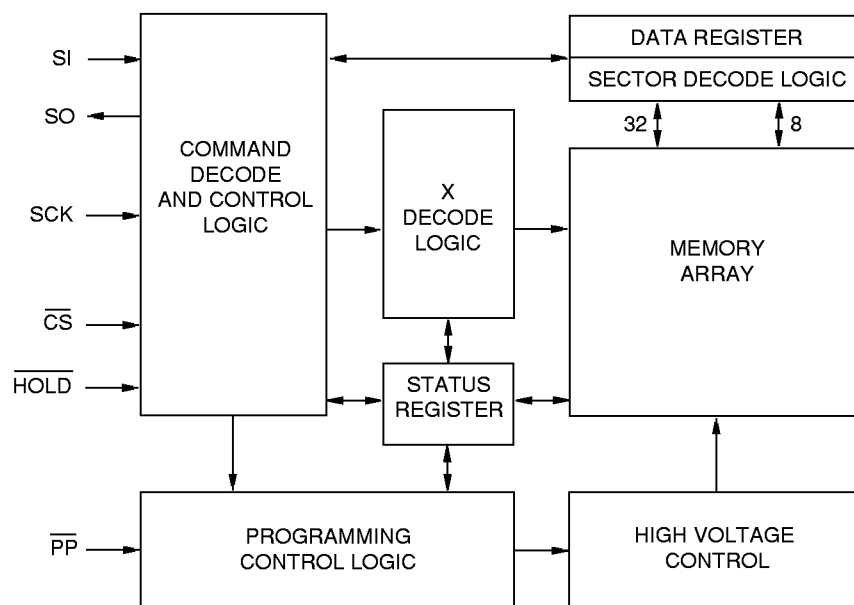 SI
SO
SCK
CS
HOLD
PP
COMMAND
DECODE
AND CONTROL
LOGIC
X
DECODE
LOGIC
STATUS
REGISTER
DATA REGISTER
SECTOR DECODE LOGIC
32
8
MEMORY
ARRAY
PROGRAMMING
CONTROL LOGIC
HIGH VOLTAGE
CONTROL